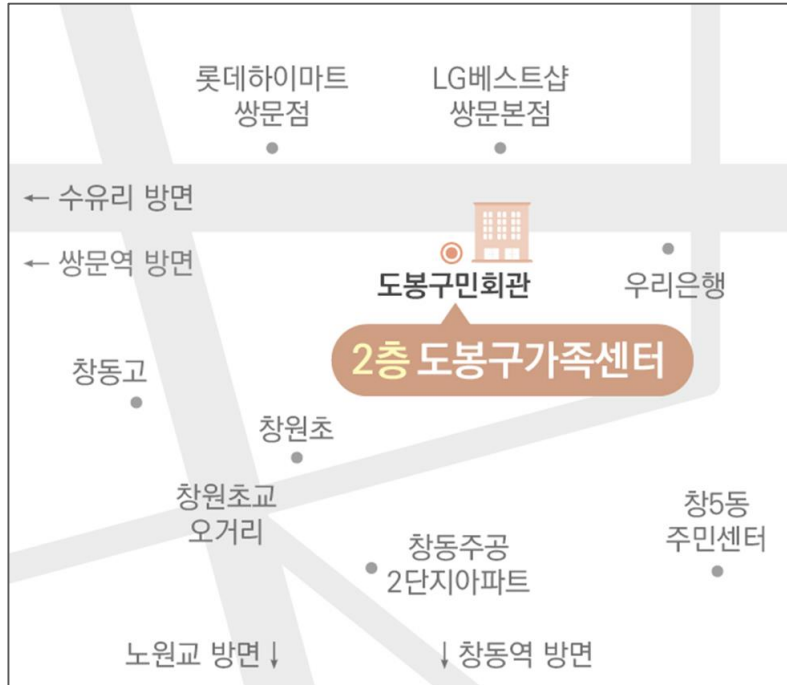 롯데하이마트
쌍문점
LG베스트샵
쌍문본점
← 수유리 방면
← 쌍문역 방면
도봉구민회관
우리은행
2층 도봉구가족센터
창동고
창원초
창원초교
오거리
창5동
주민센터
창동주공
2단지아파트
노원교 방면 ↓
↓ 창동역 방면